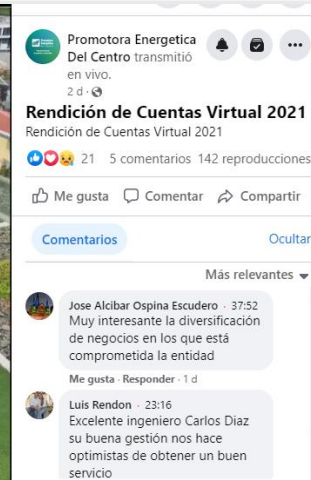 Promotora Energetica
Del Centro transmitió
en vivo.
2 d ·
Rendición de Cuentas Virtual 2021
Rendición de Cuentas Virtual 2021
21 5 comentarios 142 reproducciones
Me gusta Comentar Compartir
Comentarios Ocultar
Más relevantes
Jose Alcibar Ospina Escudero · 37:52
Muy interesante la diversificación
de negocios en los que está
comprometida la entidad
Me gusta · Responder · 1 d
Luis Rendon · 23:16
Excelente ingeniero Carlos Diaz
su buena gestión nos hace
optimistas de obtener un buen
servicio